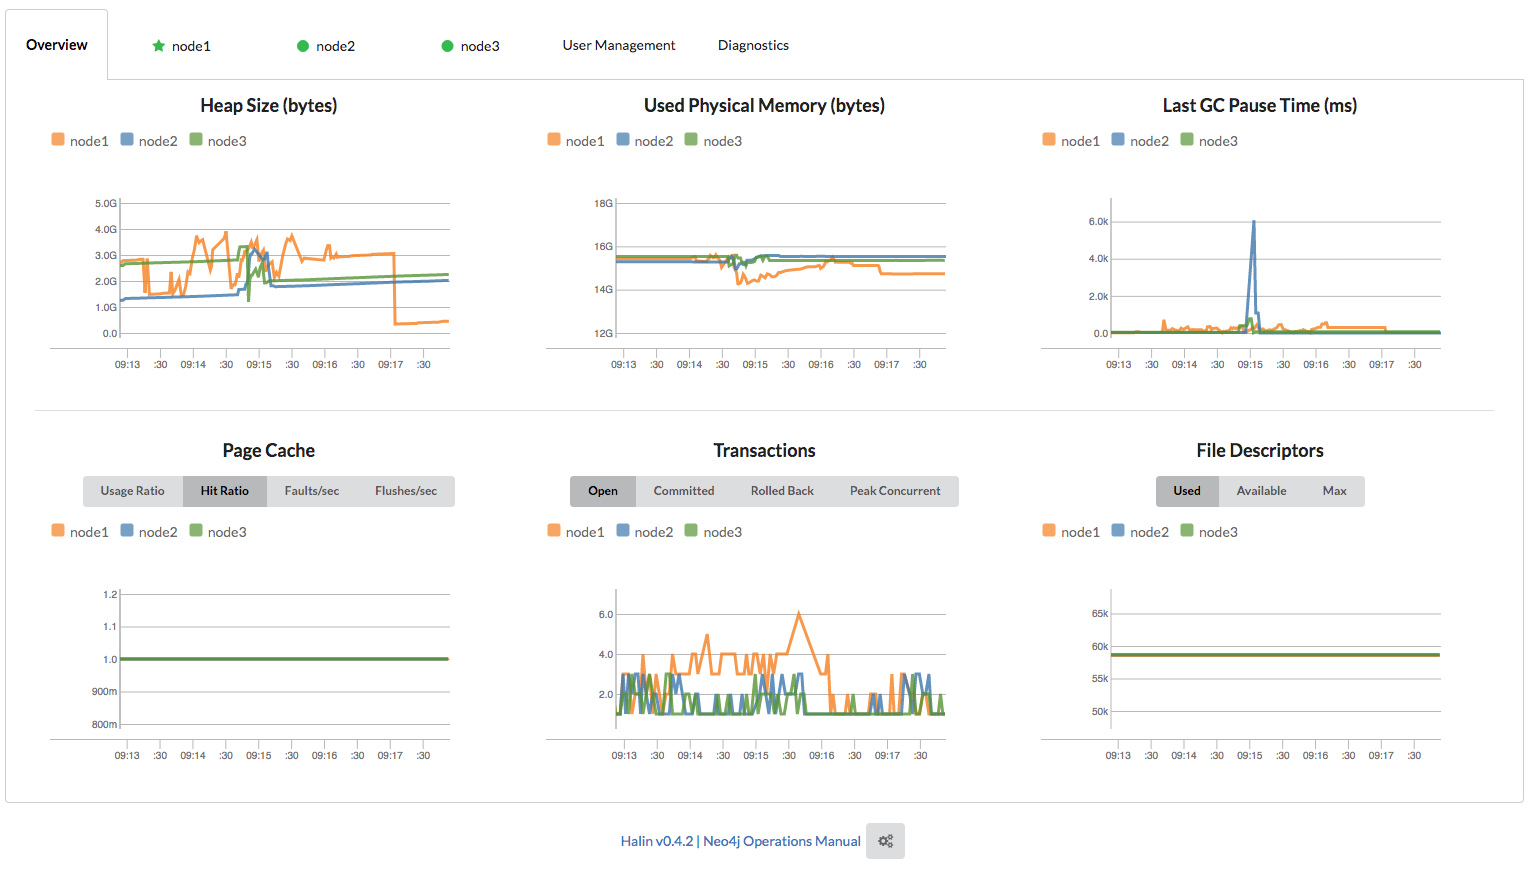 Overview node1 node2 node3 User Management Diagnostics
Heap Size (bytes)
node1 node2 node3
5.0G
4.0G
3.0G
2.0G
1.0G
0.0
09:13 :30 09:14 :30 09:15 :30 09:16 :30 09:17 :30
Used Physical Memory (bytes)
node1 node2 node3
18G
16G
14G
12G
09:13 :30 09:14 :30 09:15 :30 09:16 :30 09:17 :30
Last GC Pause Time (ms)
node1 node2 node3
6.0k
4.0k
2.0k
0.0
09:13 :30 09:14 :30 09:15 :30 09:16 :30 09:17 :30
Page Cache
Usage Ratio Hit Ratio Faults/sec Flushes/sec
node1 node2 node3
1.2
1.1
1.0
900m
800m
09:13 :30 09:14 :30 09:15 :30 09:16 :30 09:17 :30
Transactions
Open Committed Rolled Back Peak Concurrent
node1 node2 node3
6.0
4.0
2.0
09:13 :30 09:14 :30 09:15 :30 09:16 :30 09:17 :30
File Descriptors
Used Available Max
node1 node2 node3
65k
60k
55k
50k
09:13 :30 09:14 :30 09:15 :30 09:16 :30 09:17 :30
Halin v0.4.2 | Neo4j Operations Manual